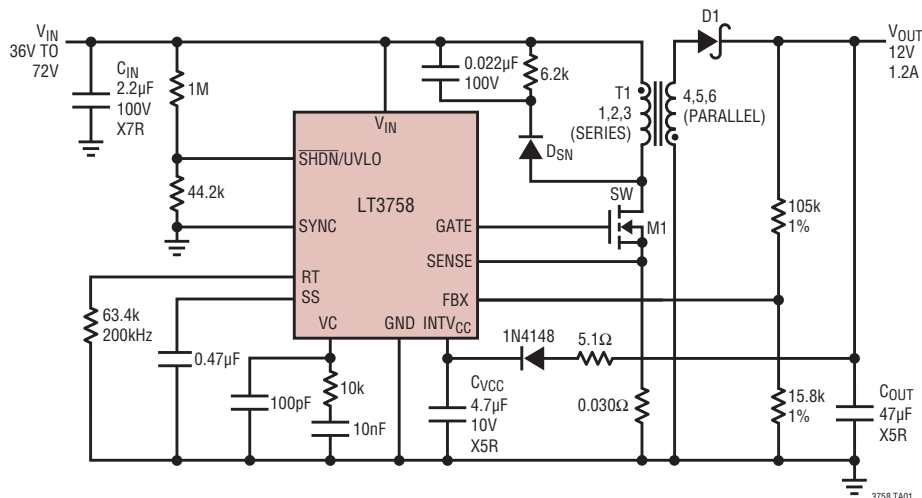 VIN
36V TO
72V
CIN
2.2µF
100V
X7R
1M
44.2k
0.022µF
100V
6.2k
DSN
T1
1,2,3
(SERIES)
4,5,6
(PARALLEL)
D1
VOUT
12V
1.2A
VIN
SHDN/UVLO
LT3758
SYNC
GATE
SENSE
RT
SS
FBX
VC
GND
INTVCC
SW
M1
105k
1%
63.4k
200kHz
0.47µF
100pF
10k
10nF
CVCC
4.7µF
10V
X5R
1N4148
5.1Ω
0.030Ω
15.8k
1%
COUT
47µF
X5R
3758 TA01